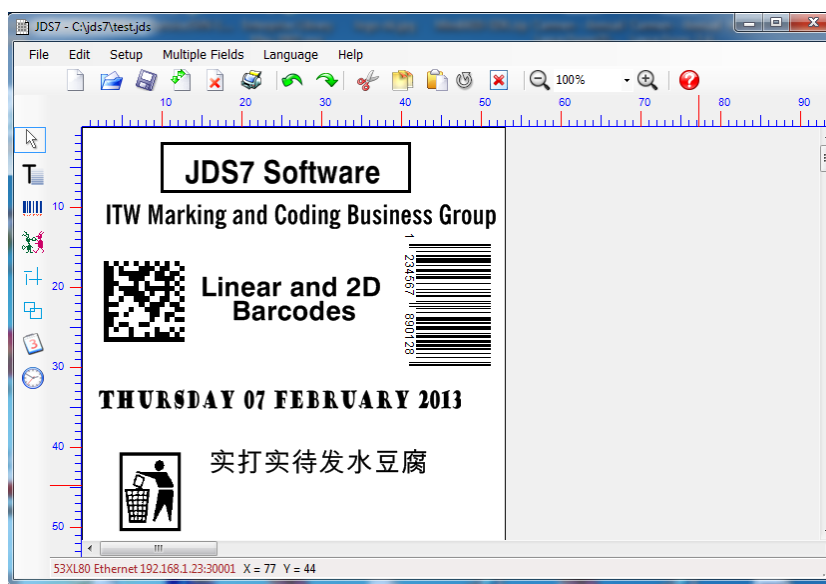 JDS7 - C:\jds7\test.jds
File Edit Setup Multiple Fields Language Help
100%
10 20 30 40 50 60 70 80 90
JDS7 Software
ITW Marking and Coding Business Group
10
1 234567 890128
20
Linear and 2D
Barcodes
3
30
THURSDAY 07 FEBRUARY 2013
40
实打实待发水豆腐
50
53XL80 Ethernet 192.168.1.23:30001 X = 77 Y = 44